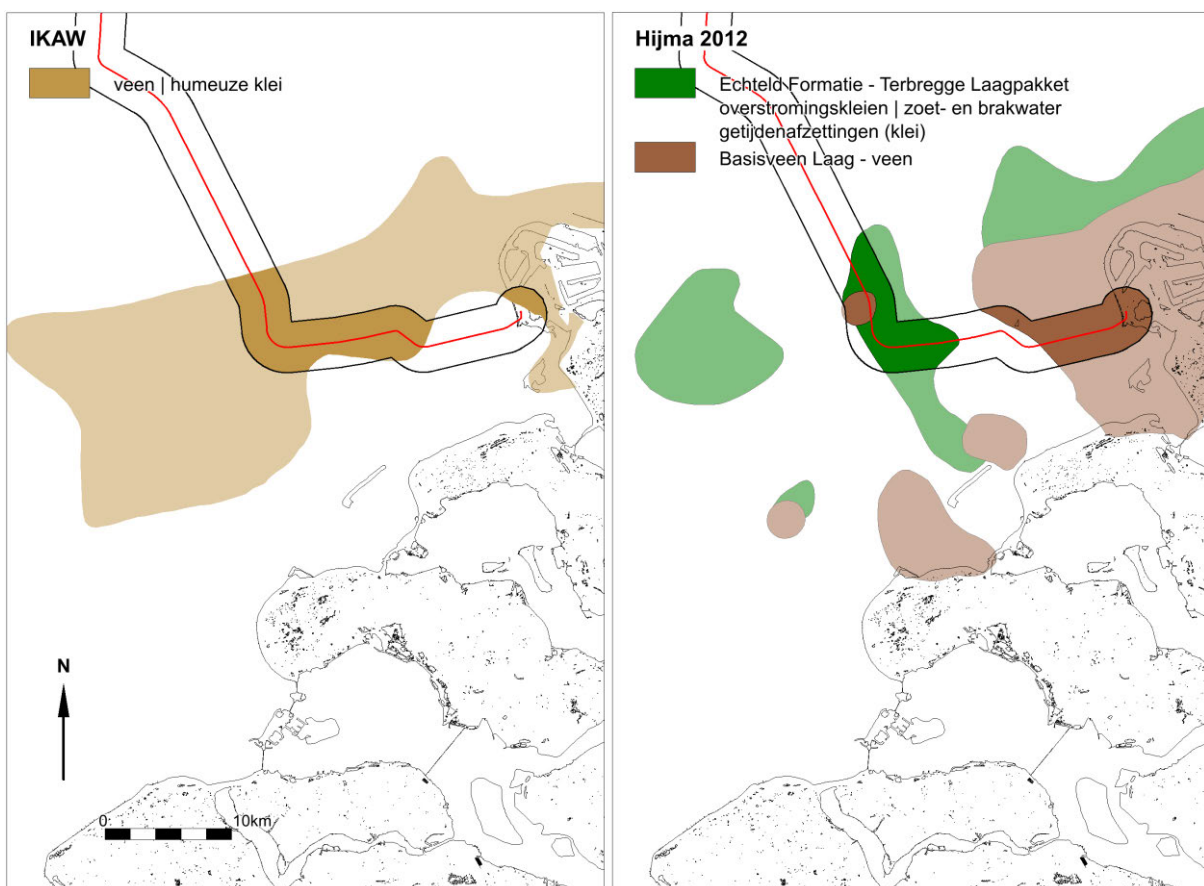 IKAW
veen | humeuze klei
N
0
10km
Hijma 2012
Echteld Formatie - Terbregge Laagpakket
overstromingskleien | zoet- en brakwater
getijdenafzettingen (klei)
Basisveen Laag - veen